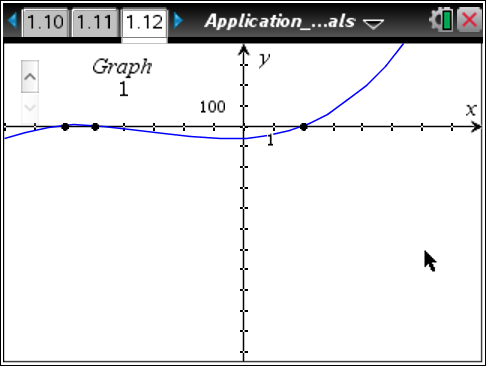 1.10 1.11 1.12 Application_...als
Graph
1
y
100
x
1